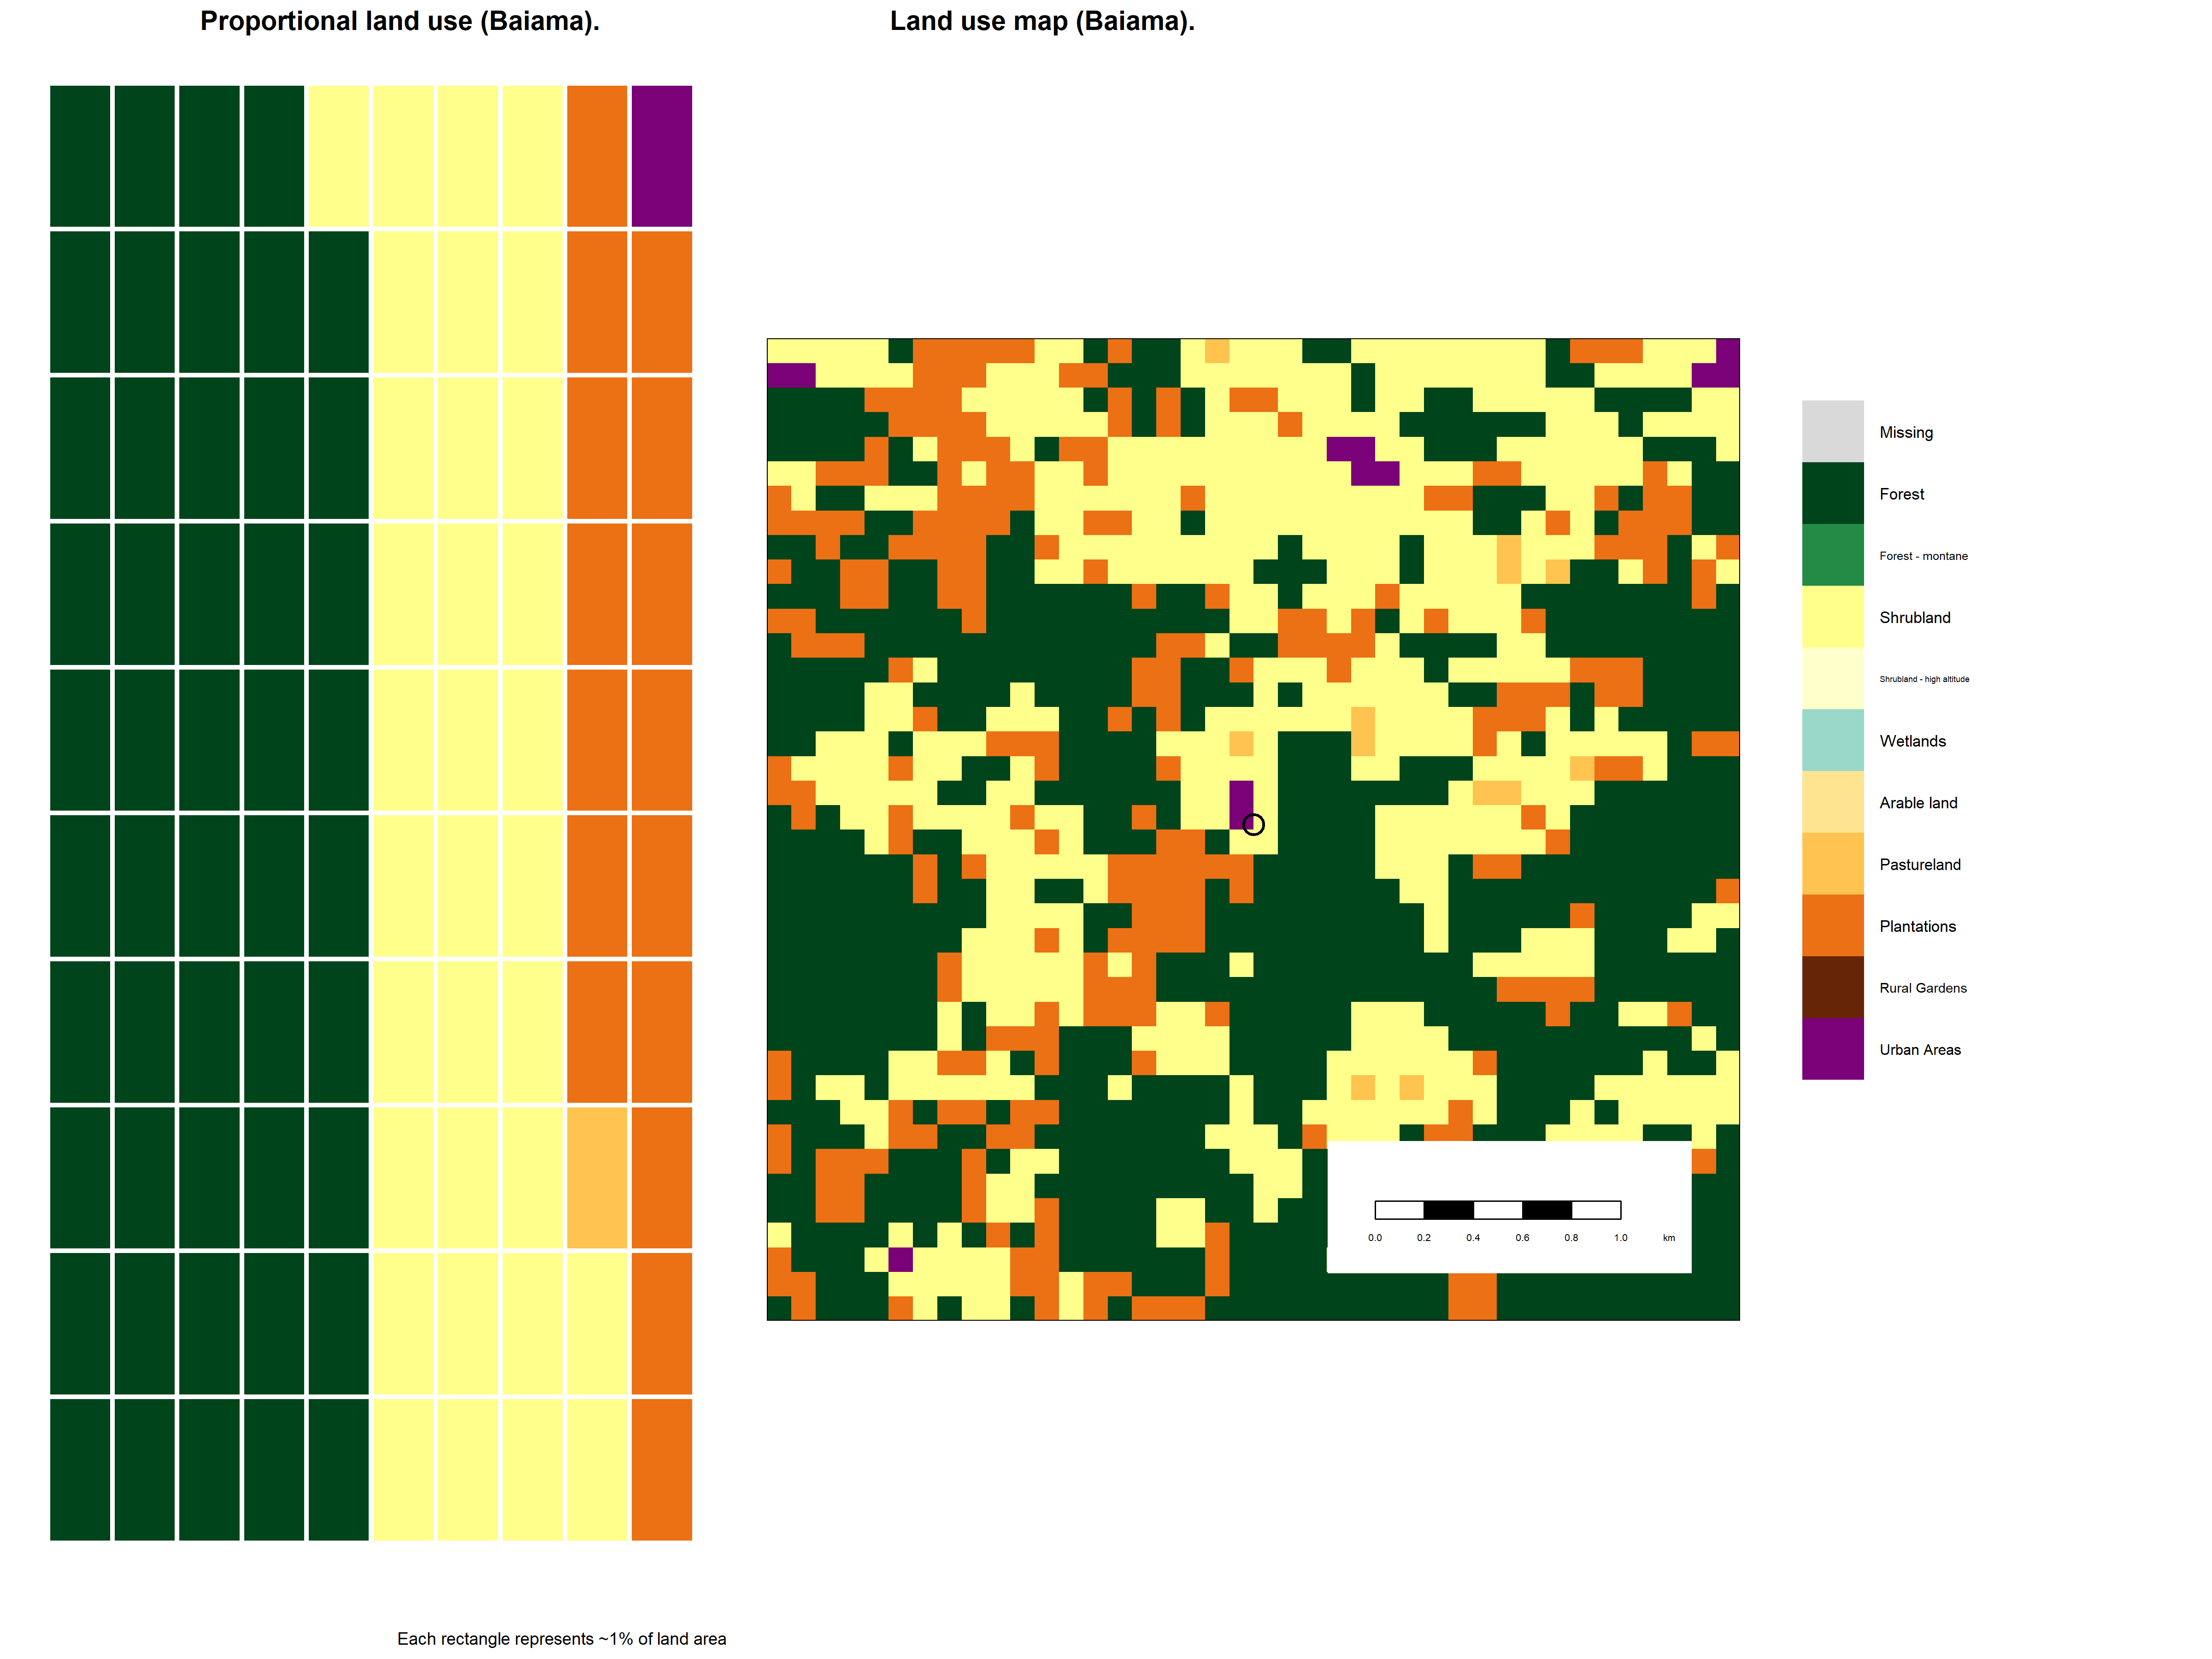 Proportional land use (Baiama).
Land use map (Baiama).
Missing
Forest
Forest - montane
Shrubland
Shrubland - high altitude
Wetlands
Arable land
Pastureland
Plantations
Rural Gardens
Urban Areas
0.0 0.2 0.4 0.6 0.8 1.0 km
Each rectangle represents ~1% of land area